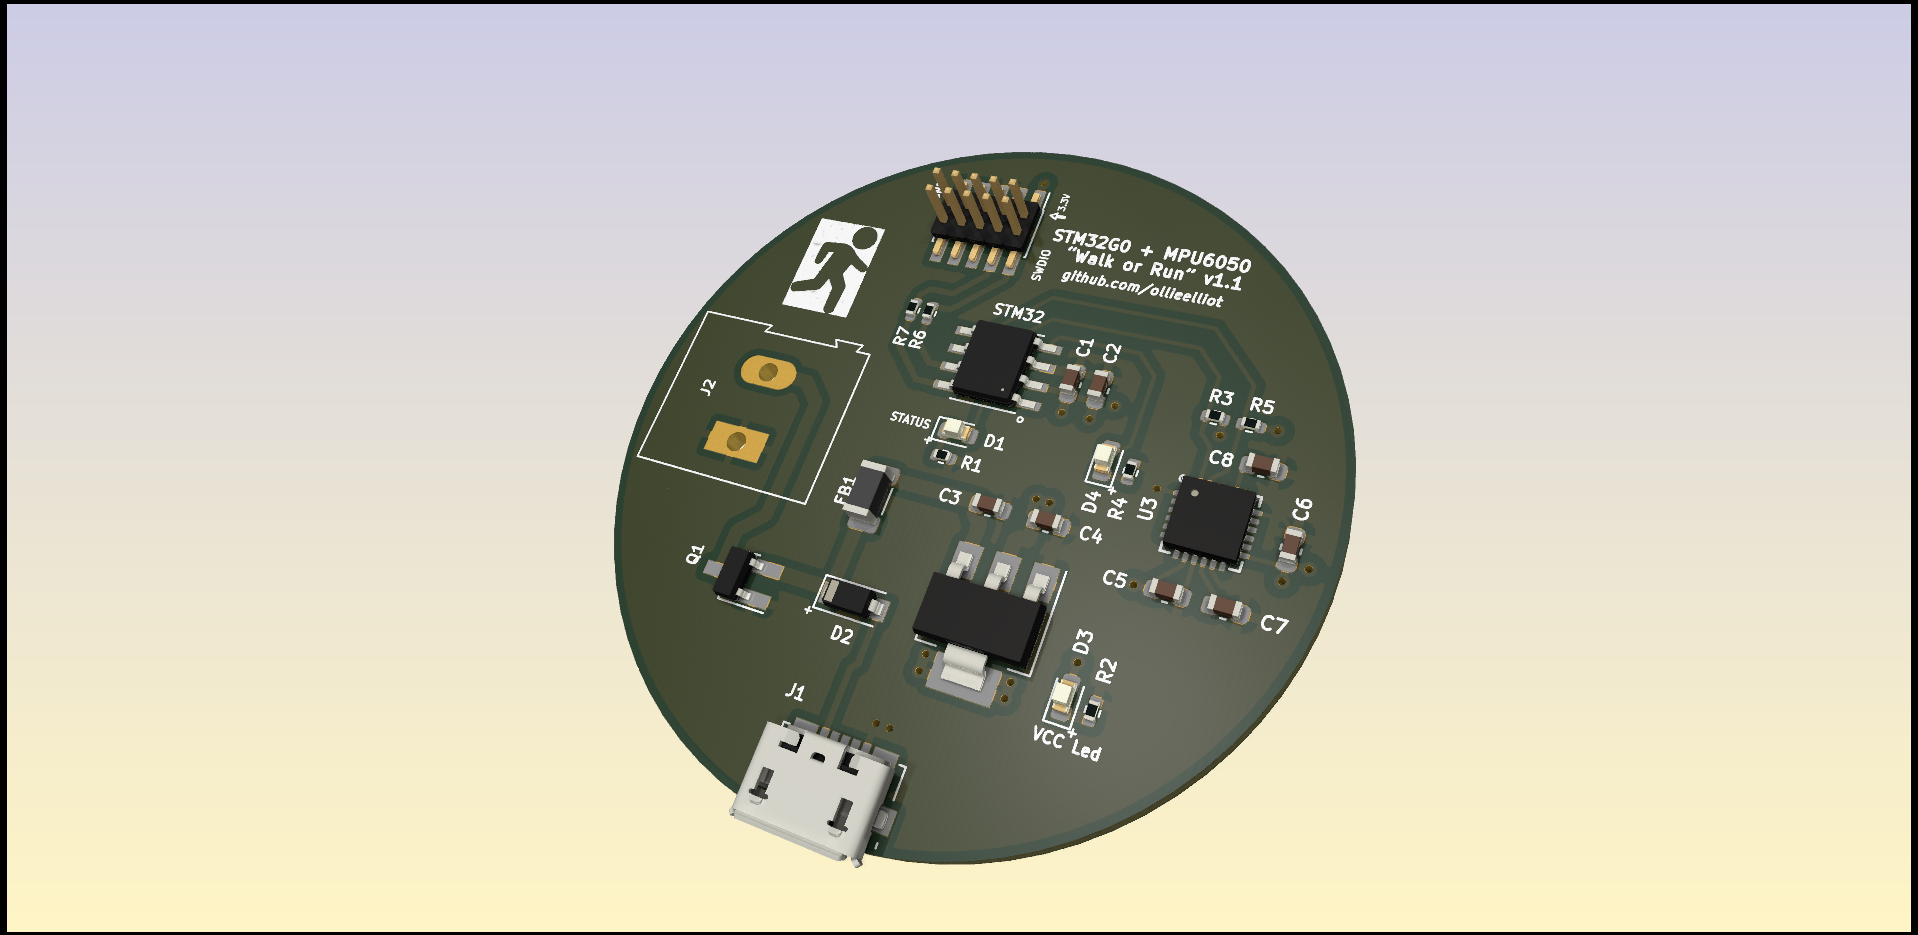 3.3V
SWDIO
STM32G0 + MPU6050
“Walk or Run” v1.1
github.com/ollieelliot
STM32
R7
R6
C1
C2
J2
STATUS
+
D1
R1
R3
R5
C8
FB1
C3
C4
D4
+
R4
U3
C6
Q1
C5
C7
+
D2
D3
R2
J1
+
VCC Led